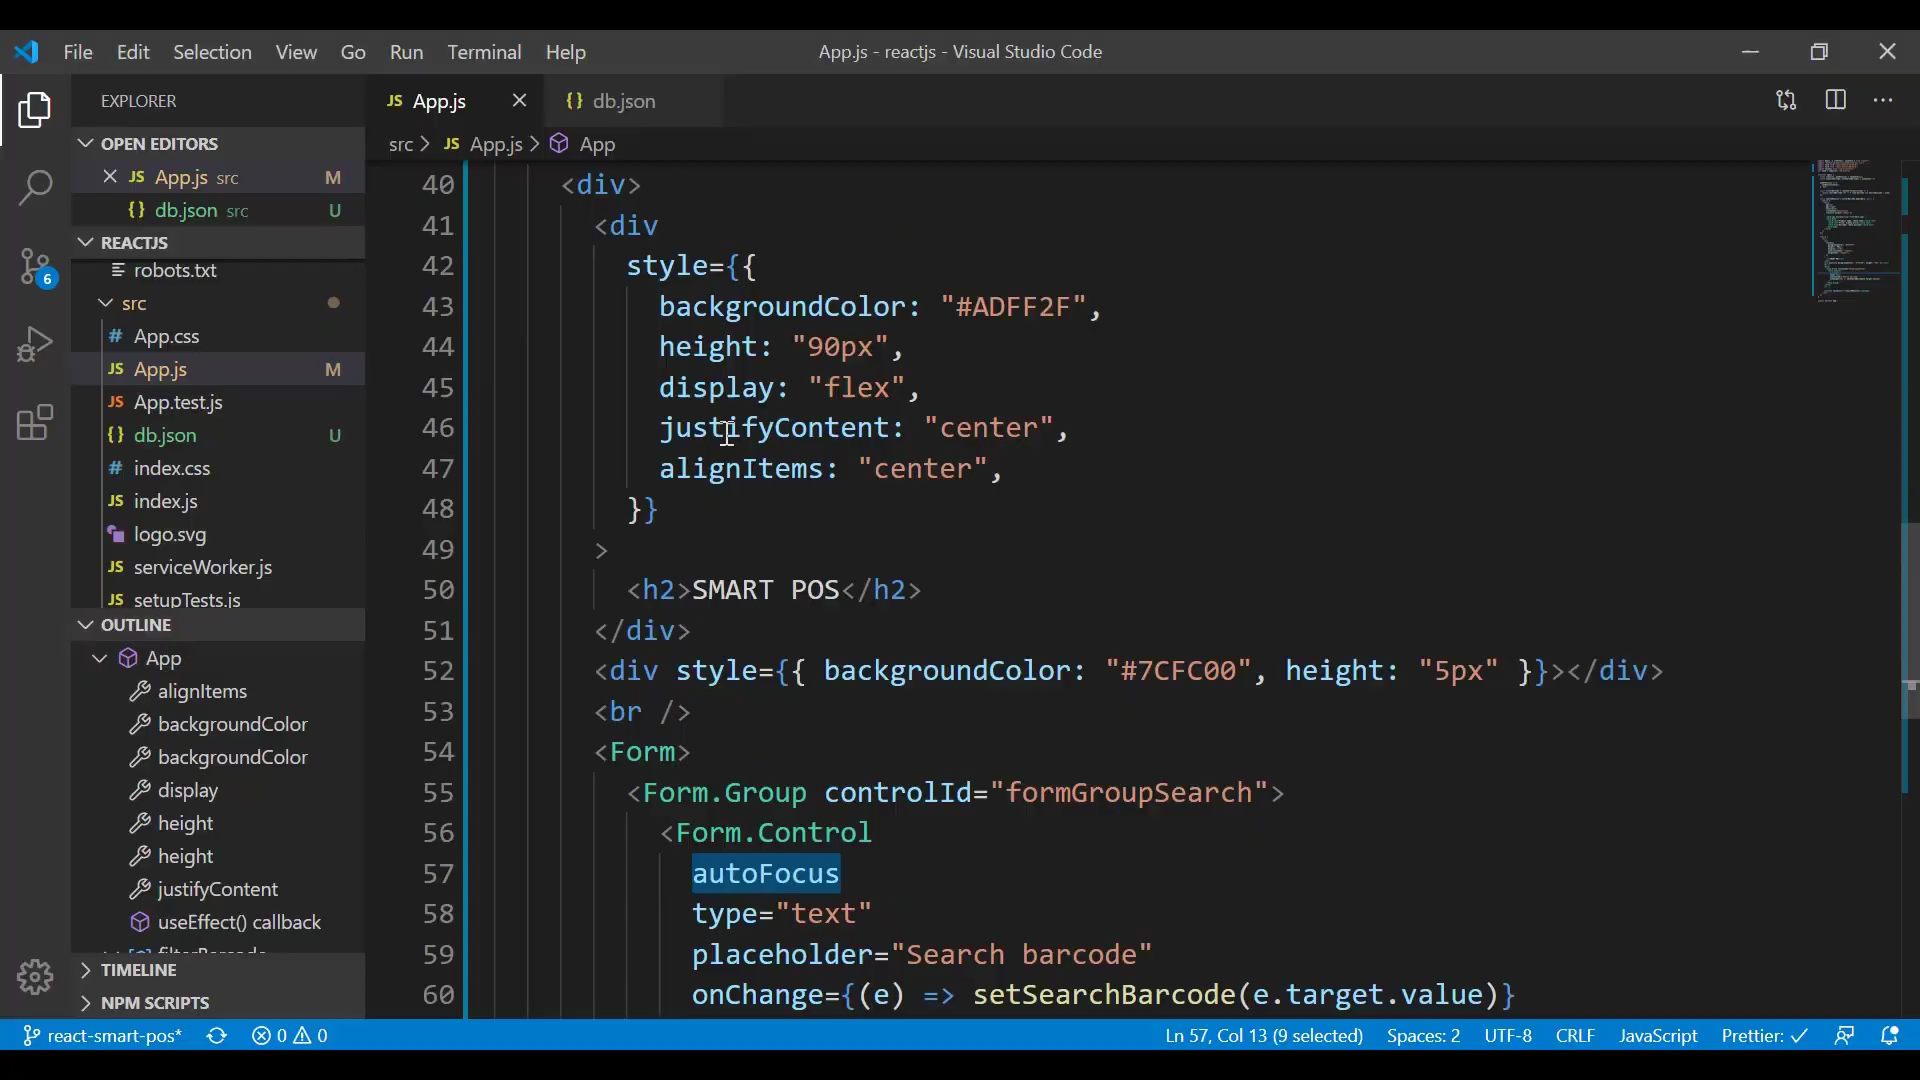 File Edit Selection View Go Run Terminal Help App.js - reactjs - Visual Studio Code
EXPLORER
OPEN EDITORS
JS App.js src M
{} db.json src U
REACTJS
robots.txt
src
# App.css
JS App.js M
JS App.test.js
{} db.json U
# index.css
JS index.js
logo.svg
JS serviceWorker.js
JS setupTests.js
OUTLINE
App
alignItems
backgroundColor
backgroundColor
display
height
height
justifyContent
useEffect() callback
TIMELINE
NPM SCRIPTS
6
JS App.js {} db.json
src > JS App.js > App
40 <div>
41 <div
42 style={{
43 backgroundColor: "#ADFF2F",
44 height: "90px",
45 display: "flex",
46 justifyContent: "center",
47 alignItems: "center",
48 }}
49 >
50 <h2>SMART POS</h2>
51 </div>
52 <div style={{ backgroundColor: "#7CFC00", height: "5px" }}></div>
53 <br />
54 <Form>
55 <Form.Group controlId="formGroupSearch">
56 <Form.Control
57 autoFocus
58 type="text"
59 placeholder="Search barcode"
60 onChange={(e) => setSearchBarcode(e.target.value)}
react-smart-pos* 0 0 Ln 57, Col 13 (9 selected) Spaces: 2 UTF-8 CRLF JavaScript Prettier: ✓